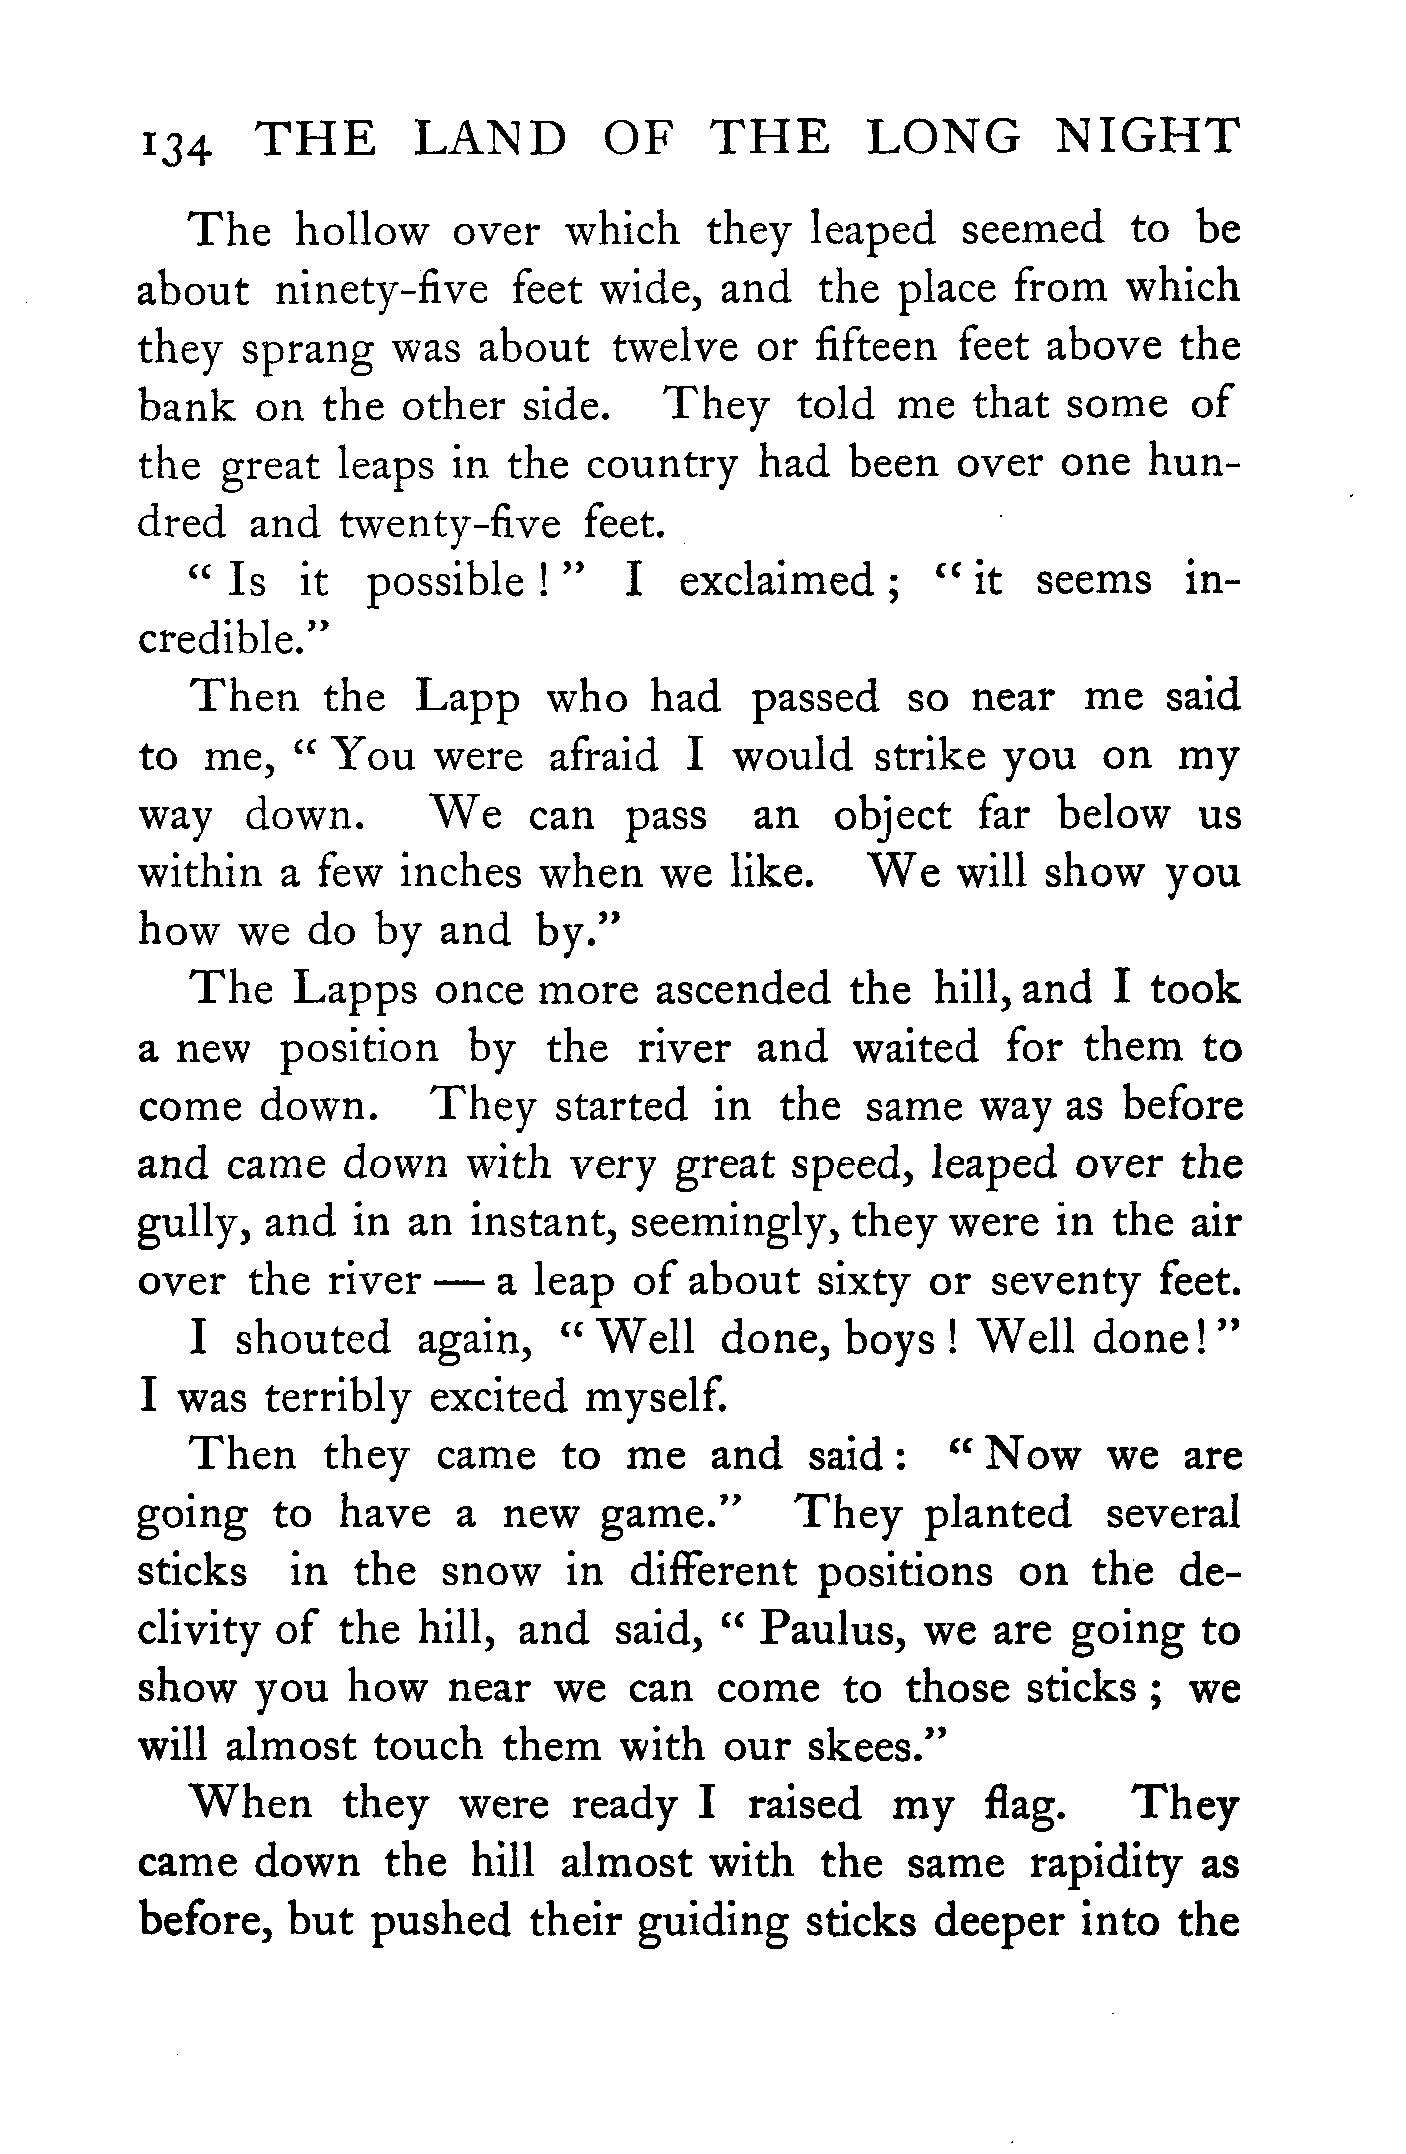 134 THE LAND OF THE LONG NIGHT
The hollow over which they leaped seemed to be
about ninety-five feet wide, and the place from which
they sprang was about twelve or fifteen feet above the
bank on the other side. They told me that some of
the great leaps in the country had been over one hun-
dred and twenty-five feet.
“ Is it possible ! ” I exclaimed ; “ it seems in-
credible.”
Then the Lapp who had passed so near me said
to me, “ You were afraid I would strike you on my
way down. We can pass an object far below us
within a few inches when we like. We will show you
how we do by and by.”
The Lapps once more ascended the hill, and I took
a new position by the river and waited for them to
come down. They started in the same way as before
and came down with very great speed, leaped over the
gully, and in an instant, seemingly, they were in the air
over the river — a leap of about sixty or seventy feet.
I shouted again, “ Well done, boys ! Well done! ”
I was terribly excited myself.
Then they came to me and said : “ Now we are
going to have a new game.” They planted several
sticks in the snow in different positions on the de-
clivity of the hill, and said, “ Paulus, we are going to
show you how near we can come to those sticks ; we
will almost touch them with our skees.”
When they were ready I raised my flag. They
came down the hill almost with the same rapidity as
before, but pushed their guiding sticks deeper into the